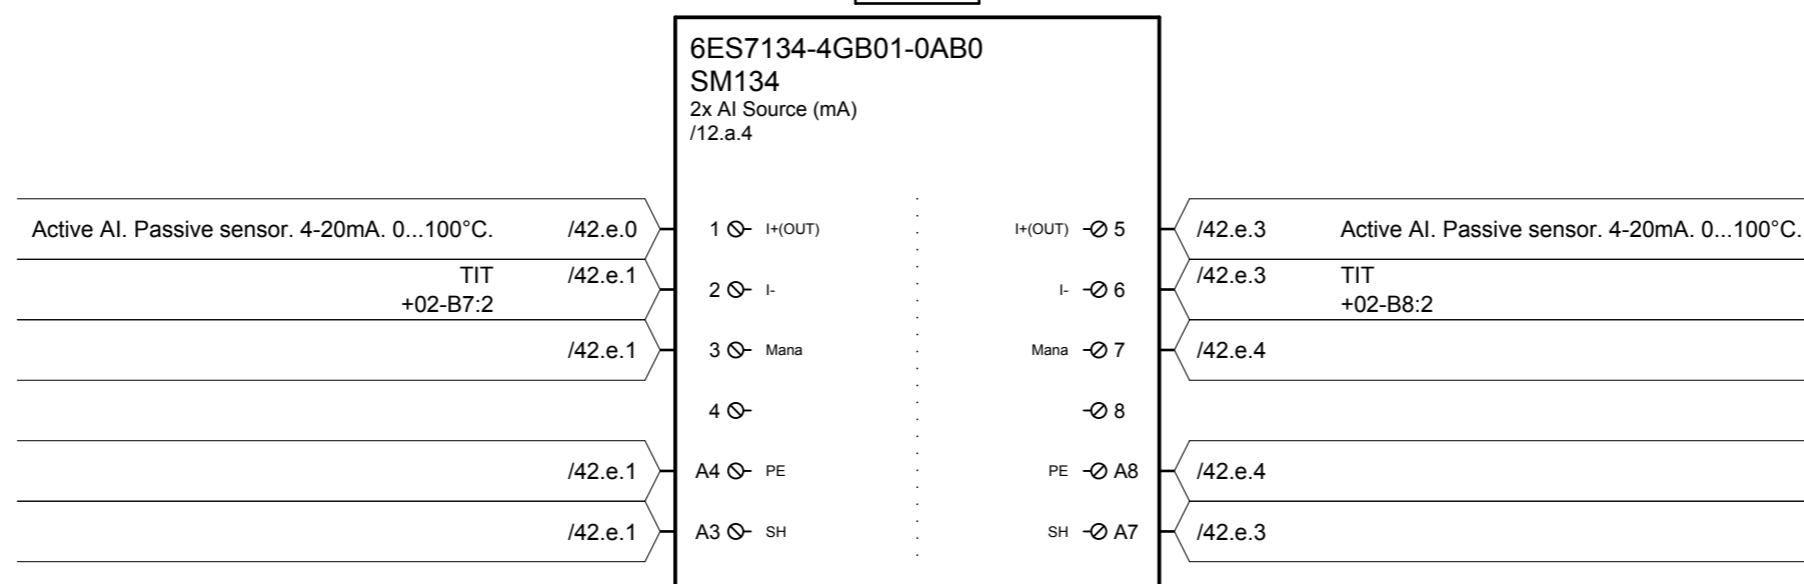 6ES7134-4GB01-0AB0
SM134
2x AI Source (mA)
/12.a.4
Active AI. Passive sensor. 4-20mA. 0...100°C. /42.e.0 1 I+(OUT) I+(OUT) 5 /42.e.3 Active AI. Passive sensor. 4-20mA. 0...100°C.
TIT /42.e.1 2 I- I- 6 /42.e.3 TIT
+02-B7:2 +02-B8:2
/42.e.1 3 Mana Mana 7 /42.e.4
4 8
/42.e.1 A4 PE PE A8 /42.e.4
/42.e.1 A3 SH SH A7 /42.e.3